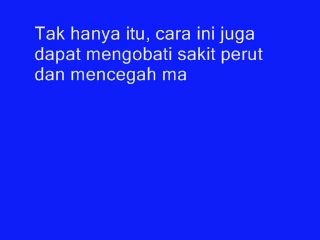 Tak hanya itu, cara ini juga
dapat mengobati sakit perut
dan mencegah ma